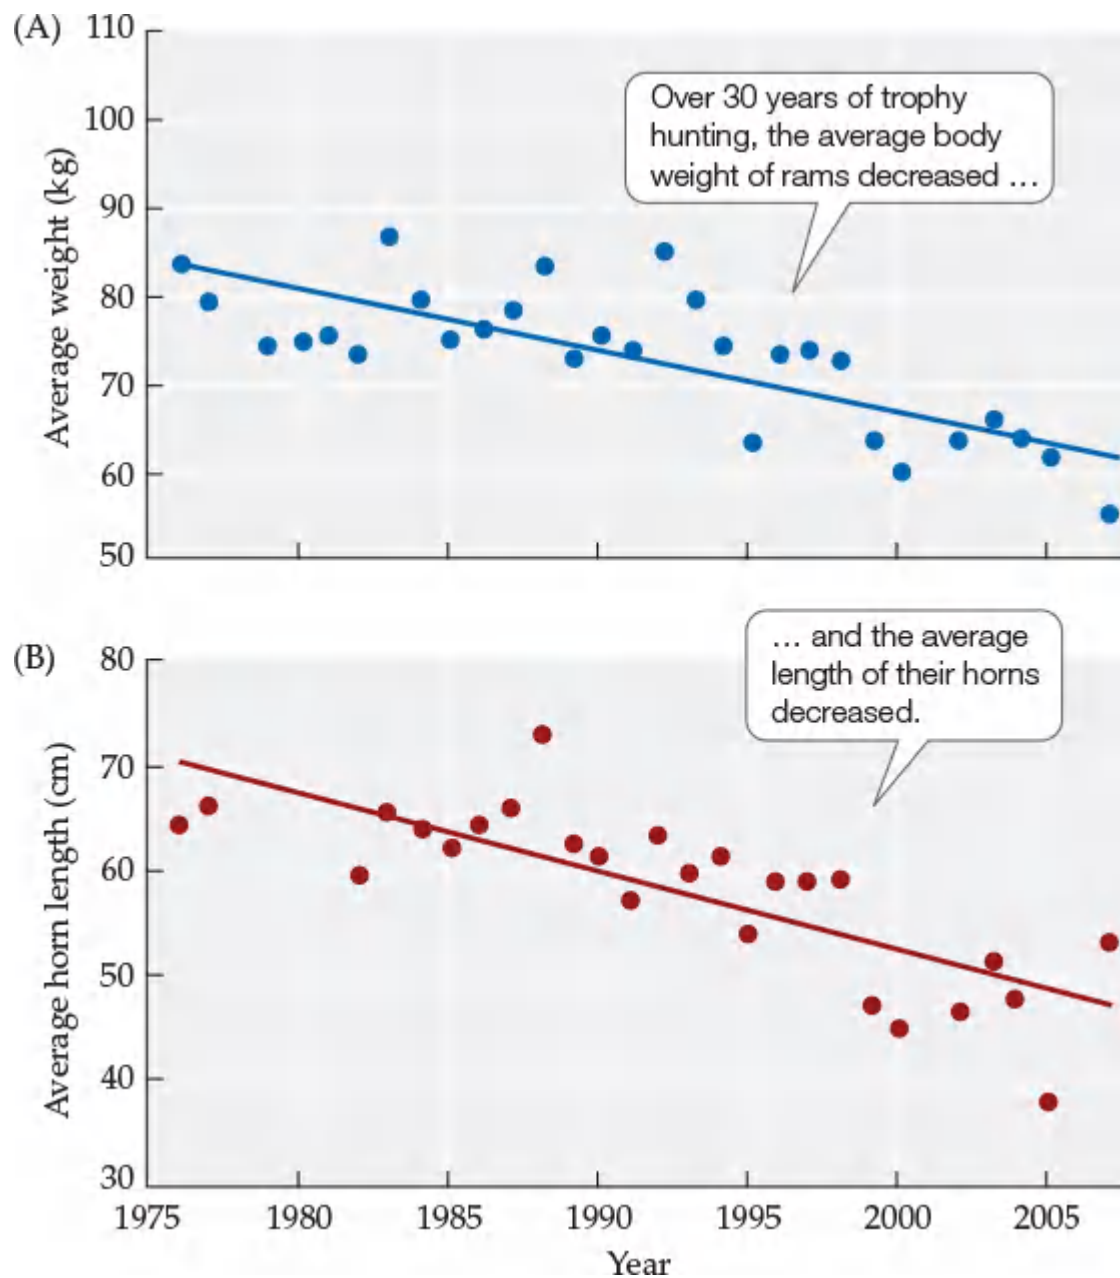 (A)
110
100
90
80
70
60
50
Average weight (kg)
Over 30 years of trophy
hunting, the average body
weight of rams decreased …
(B)
80
70
60
50
40
30
Average horn length (cm)
… and the average
length of their horns
decreased.
1975 1980 1985 1990 1995 2000 2005
Year